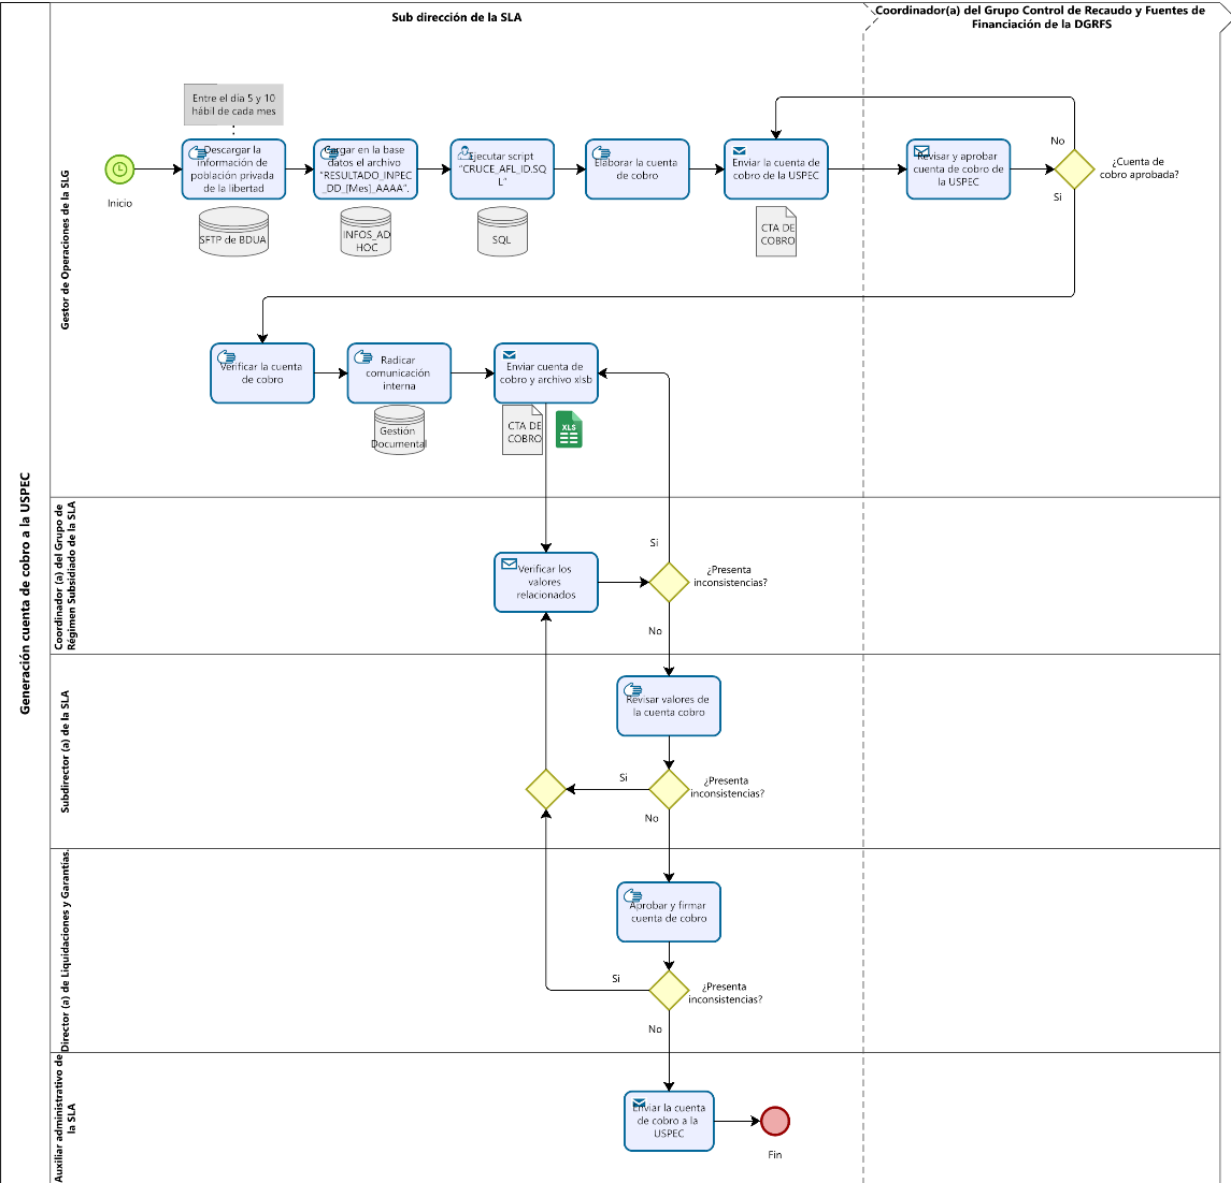 Sub dirección de la SLA
Coordinador(a) del Grupo Control de Recaudo y Fuentes de
Financiación de la DGRFS
Generación cuenta de cobro a la USPEC
Gestor de Operaciones de la SLG
Entre el día 5 y 10
hábil de cada mes
Inicio
Descargar la
información de
población privada
de la libertad
SFTP de BDUA
Cargar en la base
datos el archivo
"RESULTADO_INPEC
_DD_[Mes]_AAAA".
INFOS_AD
HOC
Ejecutar script
"CRUCE_AFL_ID.SQ
L"
SQL
Elaborar la cuenta
de cobro
Enviar la cuenta de
cobro de la USPEC
CTA DE
COBRO
Revisar y aprobar
cuenta de cobro de
la USPEC
No
¿Cuenta de
cobro aprobada?
Si
Verificar la cuenta
de cobro
Radicar
comunicación
interna
Gestión
Documental
Enviar cuenta de
cobro y archivo xlsb
CTA DE
COBRO
XLS
Coordinador (a) del Grupo de
Régimen Subsidiado de la SLA
Verificar los
valores
relacionados
Si
¿Presenta
inconsistencias?
No
Subdirector (a) de la SLA
Revisar valores de
la cuenta cobro
Si
¿Presenta
inconsistencias?
No
Director (a) de Liquidaciones y Garantías.
Aprobar y firmar
cuenta de cobro
Si
¿Presenta
inconsistencias?
No
Auxiliar administrativo de
la SLA
Enviar la cuenta
de cobro a la
USPEC
Fin